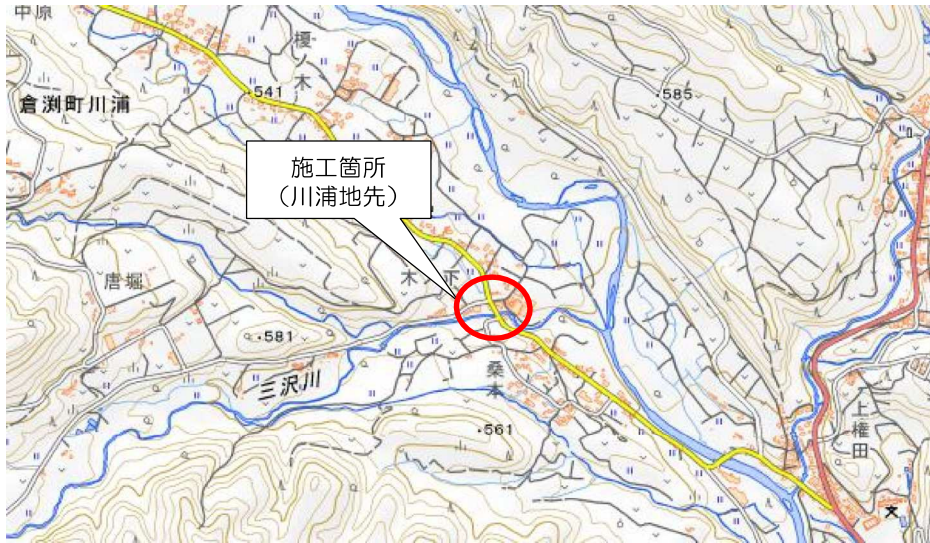 中原
榎木
・541
・585
倉渕町川浦
施工箇所
（川浦地先）
唐堀
木下
・581
三沢川
桑本
・561
上権田
文